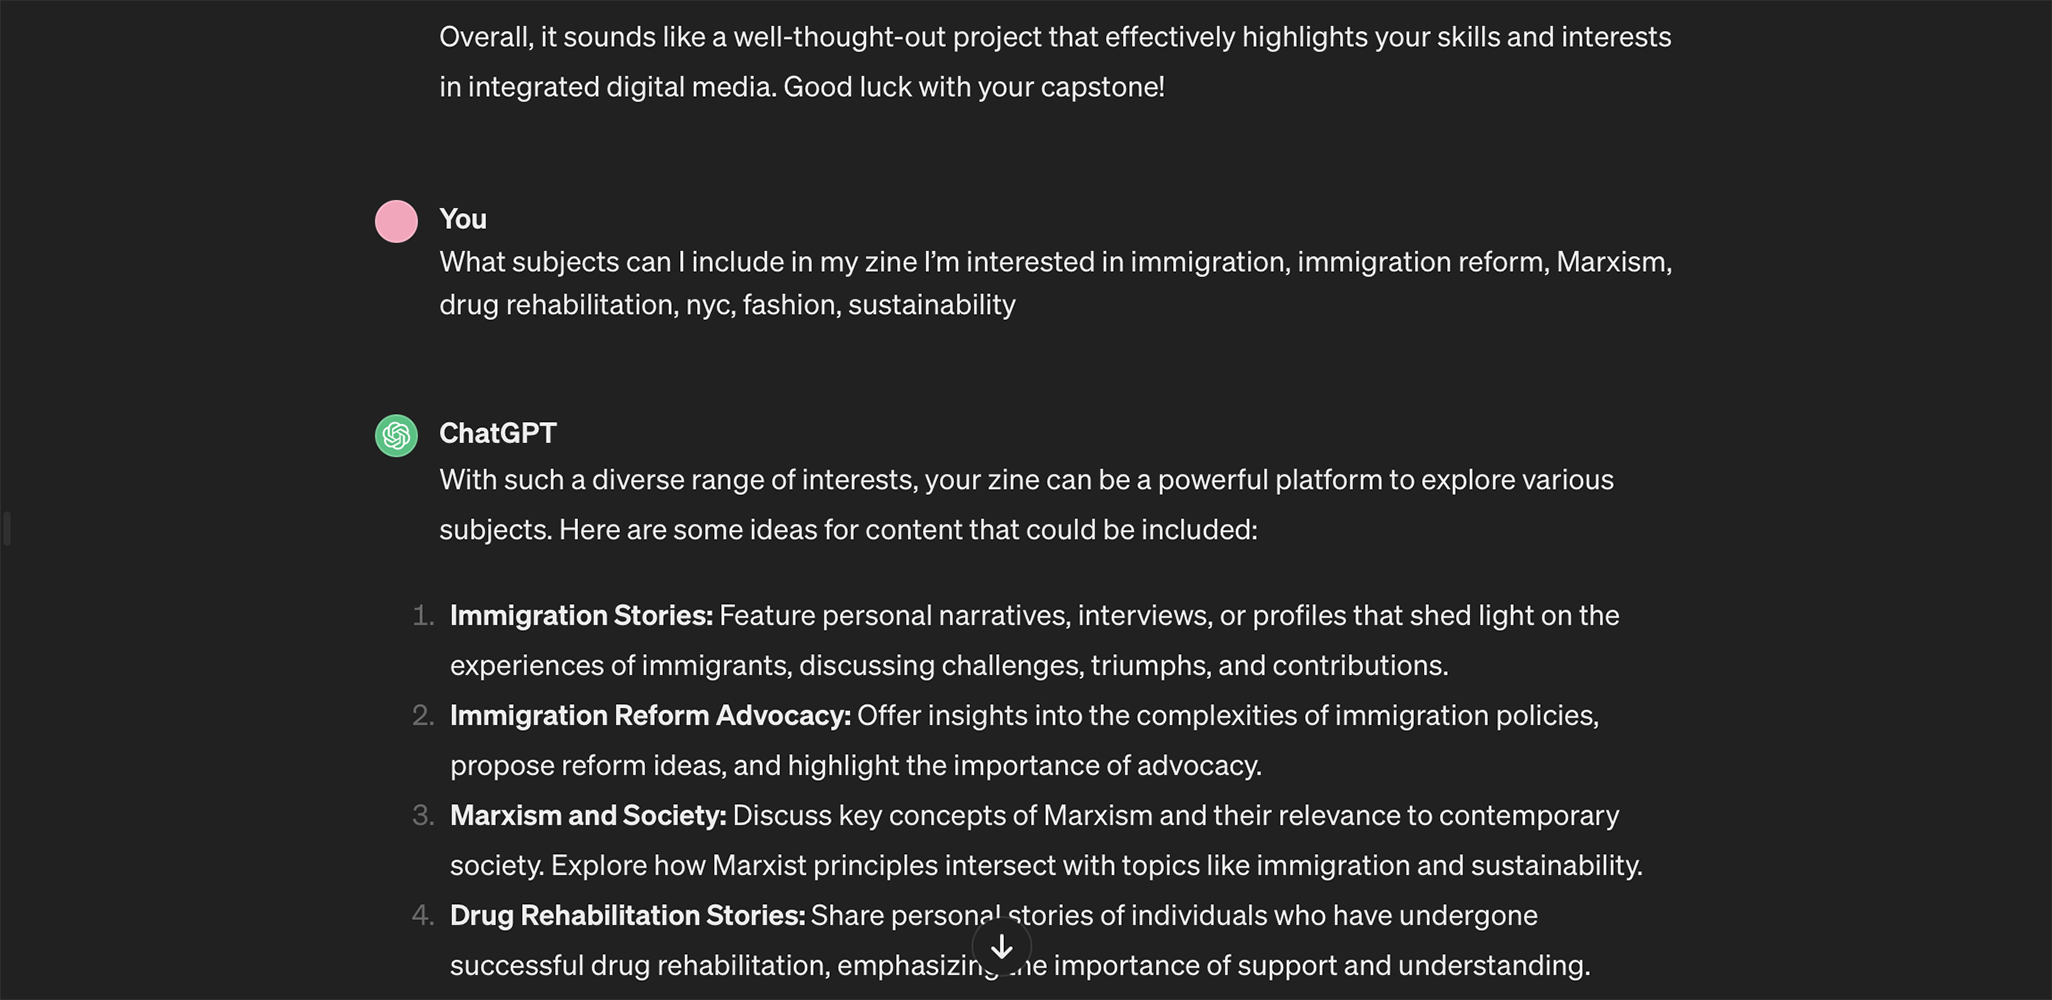 Overall, it sounds like a well-thought-out project that effectively highlights your skills and interests
in integrated digital media. Good luck with your capstone!
You
What subjects can I include in my zine I’m interested in immigration, immigration reform, Marxism,
drug rehabilitation, nyc, fashion, sustainability
ChatGPT
With such a diverse range of interests, your zine can be a powerful platform to explore various
subjects. Here are some ideas for content that could be included:
1. Immigration Stories: Feature personal narratives, interviews, or profiles that shed light on the
experiences of immigrants, discussing challenges, triumphs, and contributions.
2. Immigration Reform Advocacy: Offer insights into the complexities of immigration policies,
propose reform ideas, and highlight the importance of advocacy.
3. Marxism and Society: Discuss key concepts of Marxism and their relevance to contemporary
society. Explore how Marxist principles intersect with topics like immigration and sustainability.
4. Drug Rehabilitation Stories: Share personal stories of individuals who have undergone
successful drug rehabilitation, emphasizing the importance of support and understanding.